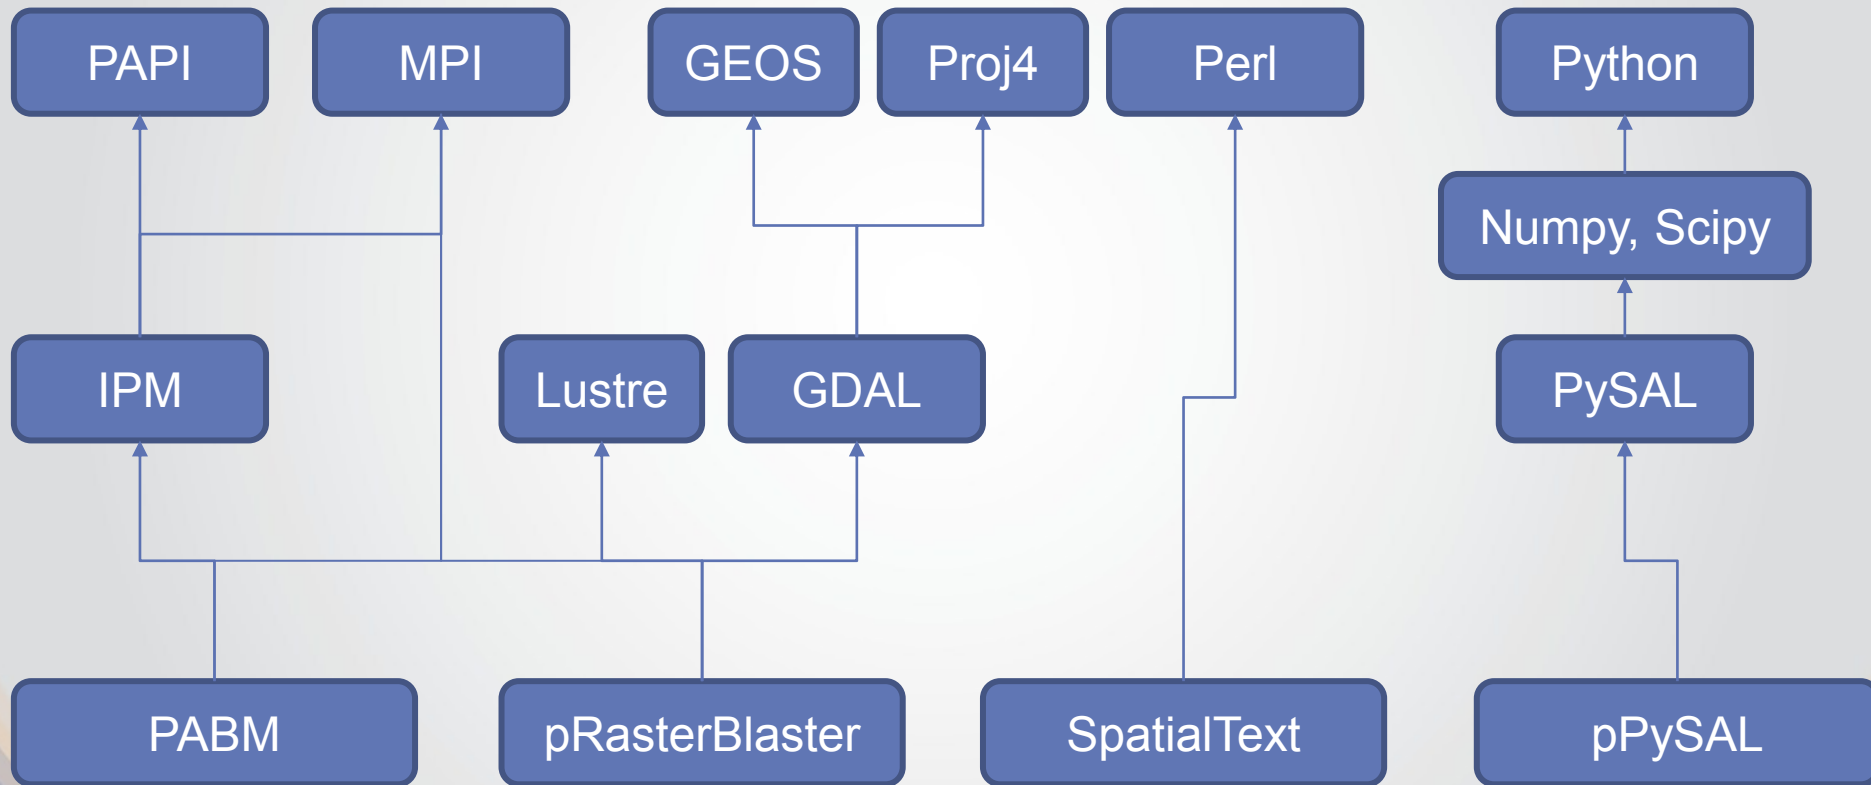 PAPI
MPI
GEOS
Proj4
Perl
Python
Numpy, Scipy
IPM
Lustre
GDAL
PySAL
PABM
pRasterBlaster
SpatialText
pPySAL